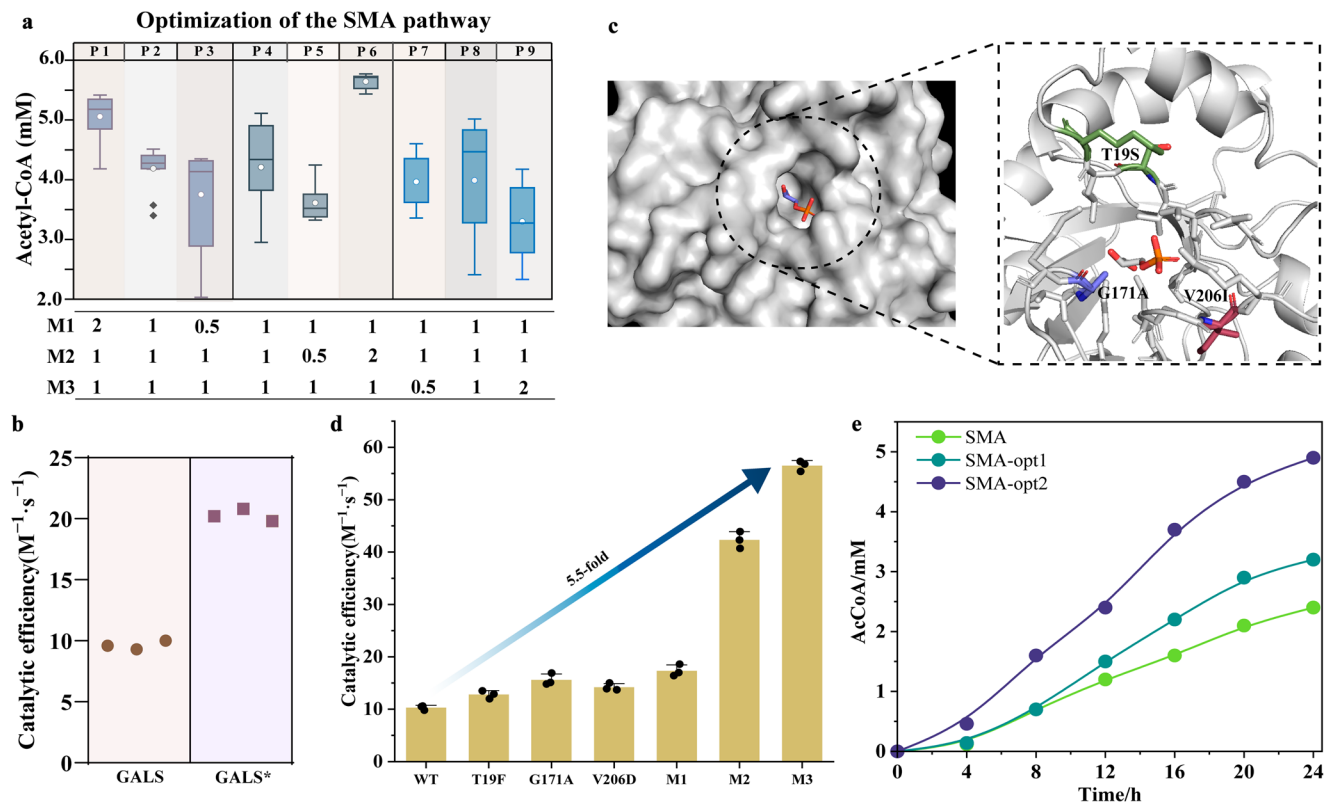 a
Optimization of the SMA pathway
P 1 P 2 P 3 P 4 P 5 P 6 P 7 P 8 P 9
Acetyl-CoA (mM)
6.0
5.0
4.0
3.0
2.0
M1 2 1 0.5 1 1 1 1 1 1
M2 1 1 1 1 0.5 2 1 1 1
M3 1 1 1 1 1 1 0.5 1 2
c
T19S
G171A
V206I
b
Catalytic efficiency(M⁻¹·s⁻¹)
25
20
15
10
5
0
GALS GALS*
d
Catalytic efficiency(M⁻¹·s⁻¹)
60
50
40
30
20
10
0
5.5-fold
WT T19F G171A V206D M1 M2 M3
e
SMA
SMA-opt1
SMA-opt2
AcCoA/mM
5
4
3
2
1
0
0 4 8 12 16 20 24
Time/h